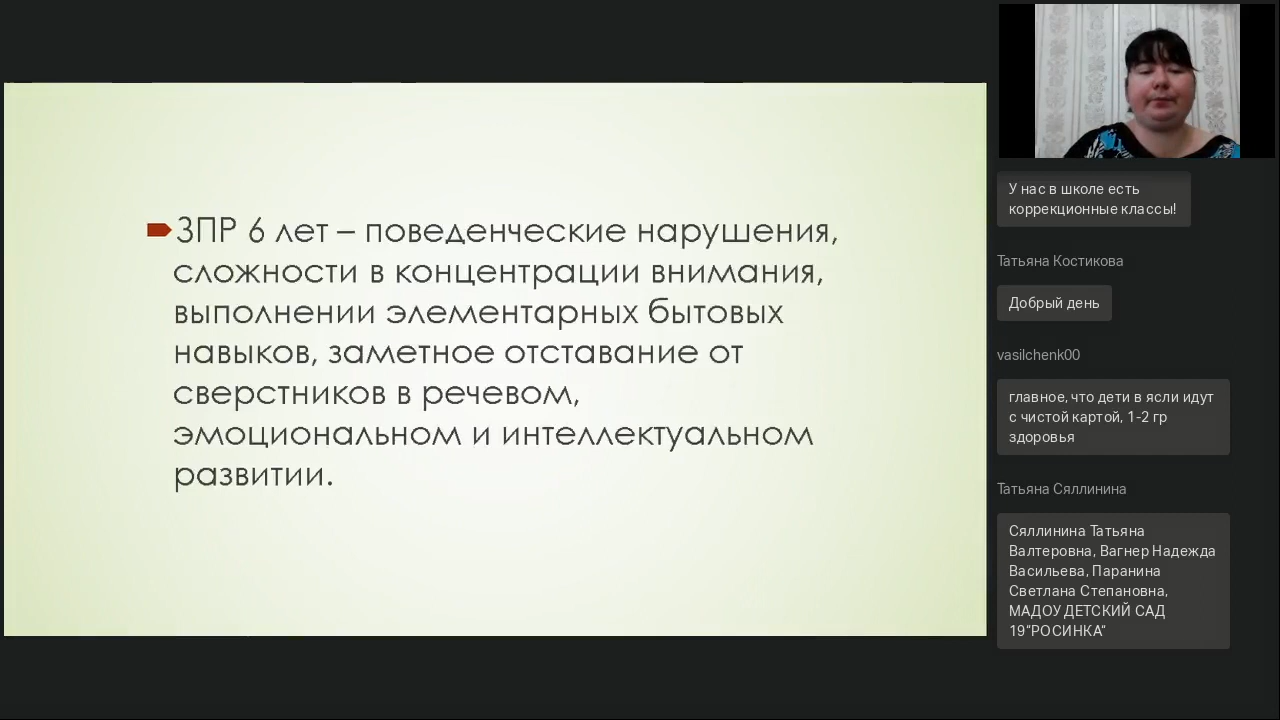 ЗПР 6 лет – поведенческие нарушения,
сложности в концентрации внимания,
выполнении элементарных бытовых
навыков, заметное отставание от
сверстников в речевом,
эмоциональном и интеллектуальном
развитии.
У нас в школе есть
коррекционные классы!
Татьяна Костикова
Добрый день
vasilchenk00
главное, что дети в ясли идут
с чистой картой, 1-2 гр
здоровья
Татьяна Сяллинина
Сяллинина Татьяна
Валтеровна, Вагнер Надежда
Васильева, Паранина
Светлана Степановна,
МАДОУ ДЕТСКИЙ САД
19"РОСИНКА"